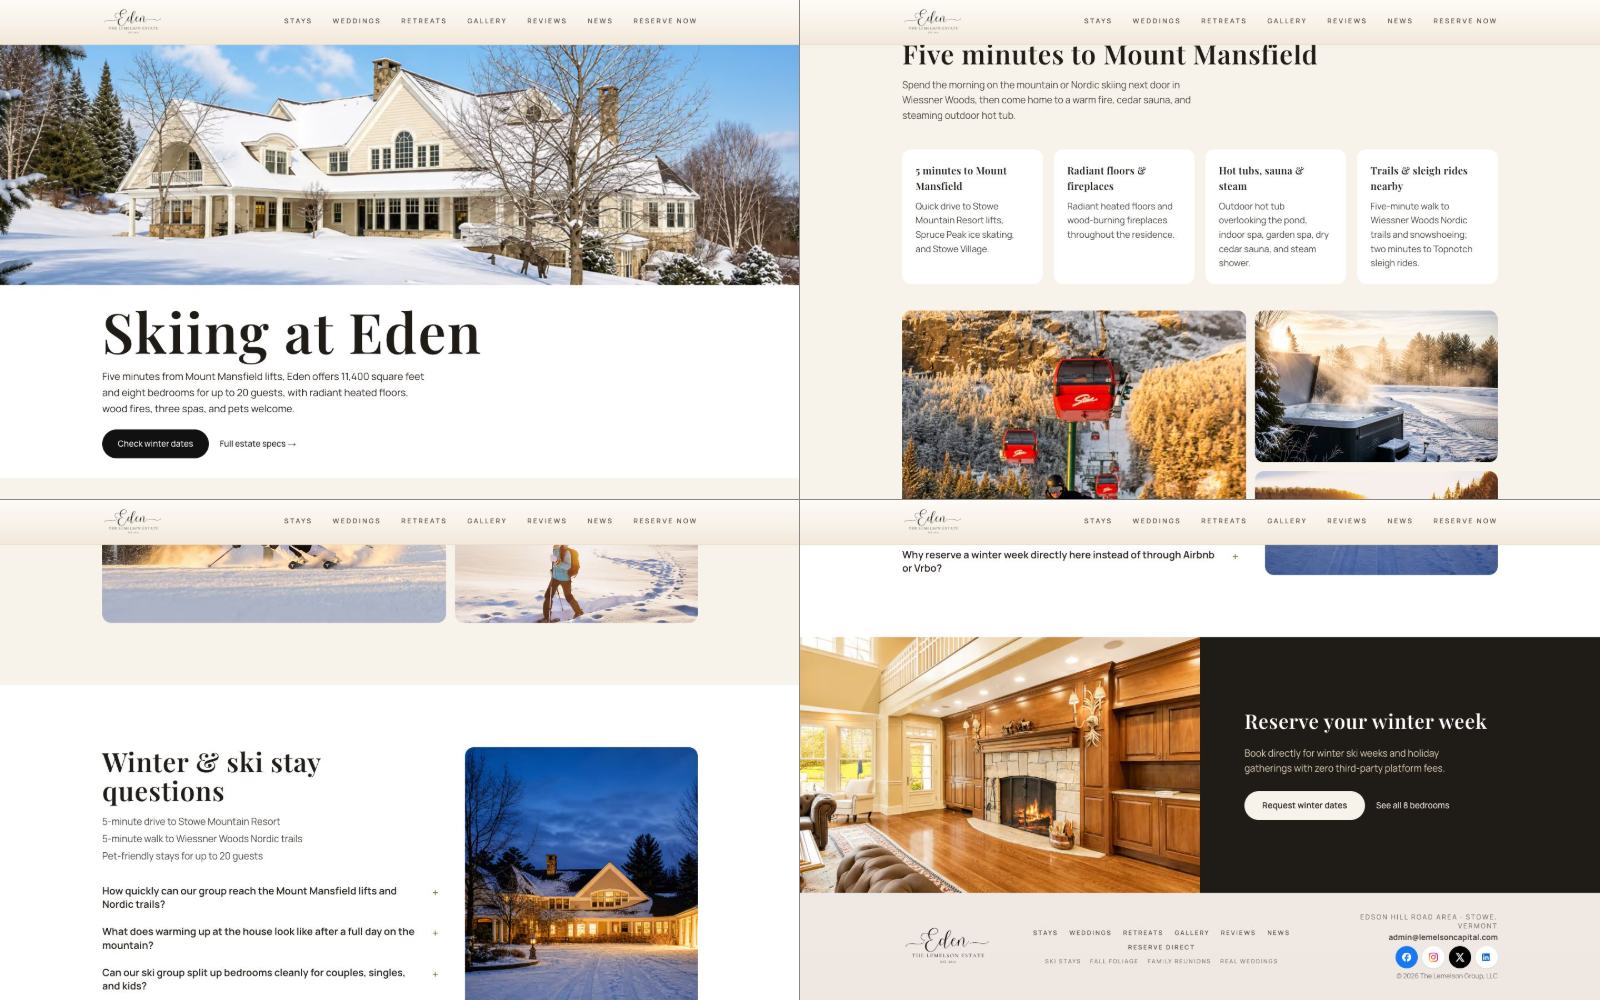 Eden
THE LEMELSON ESTATE
STAYS WEDDINGS RETREATS GALLERY REVIEWS NEWS RESERVE NOW
Skiing at Eden
Five minutes from Mount Mansfield lifts, Eden offers 11,400 square feet
and eight bedrooms for up to 20 guests, with radiant heated floors,
wood fires, three spas, and pets welcome.
Check winter dates
Full estate specs →
Eden
THE LEMELSON ESTATE
STAYS WEDDINGS RETREATS GALLERY REVIEWS NEWS RESERVE NOW
Five minutes to Mount Mansfield
Spend the morning on the mountain or Nordic skiing next door in
Wiessner Woods, then come home to a warm fire, cedar sauna, and
steaming outdoor hot tub.
5 minutes to Mount
Mansfield
Quick drive to Stowe
Mountain Resort lifts,
Spruce Peak ice skating,
and Stowe Village.
Radiant floors &
fireplaces
Radiant heated floors and
wood-burning fireplaces
throughout the residence.
Hot tubs, sauna &
steam
Outdoor hot tub
overlooking the pond,
indoor spa, garden spa, dry
cedar sauna, and steam
shower.
Trails & sleigh rides
nearby
Five-minute walk to
Wiessner Woods Nordic
trails and snowshoeing;
two minutes to Topnotch
sleigh rides.
Stowe
Eden
THE LEMELSON ESTATE
STAYS WEDDINGS RETREATS GALLERY REVIEWS NEWS RESERVE NOW
Winter & ski stay
questions
5-minute drive to Stowe Mountain Resort
5-minute walk to Wiessner Woods Nordic trails
Pet-friendly stays for up to 20 guests
How quickly can our group reach the Mount Mansfield lifts and
Nordic trails? +
What does warming up at the house look like after a full day on the
mountain? +
Can our ski group split up bedrooms cleanly for couples, singles,
and kids? +
Eden
THE LEMELSON ESTATE
STAYS WEDDINGS RETREATS GALLERY REVIEWS NEWS RESERVE NOW
Why reserve a winter week directly here instead of through Airbnb
or Vrbo? +
Reserve your winter week
Book directly for winter ski weeks and holiday
gatherings with zero third-party platform fees.
Request winter dates
See all 8 bedrooms
Eden
THE LEMELSON ESTATE
STAYS WEDDINGS RETREATS GALLERY REVIEWS NEWS
RESERVE DIRECT
SKI STAYS FALL FOLIAGE FAMILY REUNIONS REAL WEDDINGS
EDSON HILL ROAD AREA · STOWE,
VERMONT
admin@lemelsoncapital.com
© 2026 The Lemelson Group, LLC